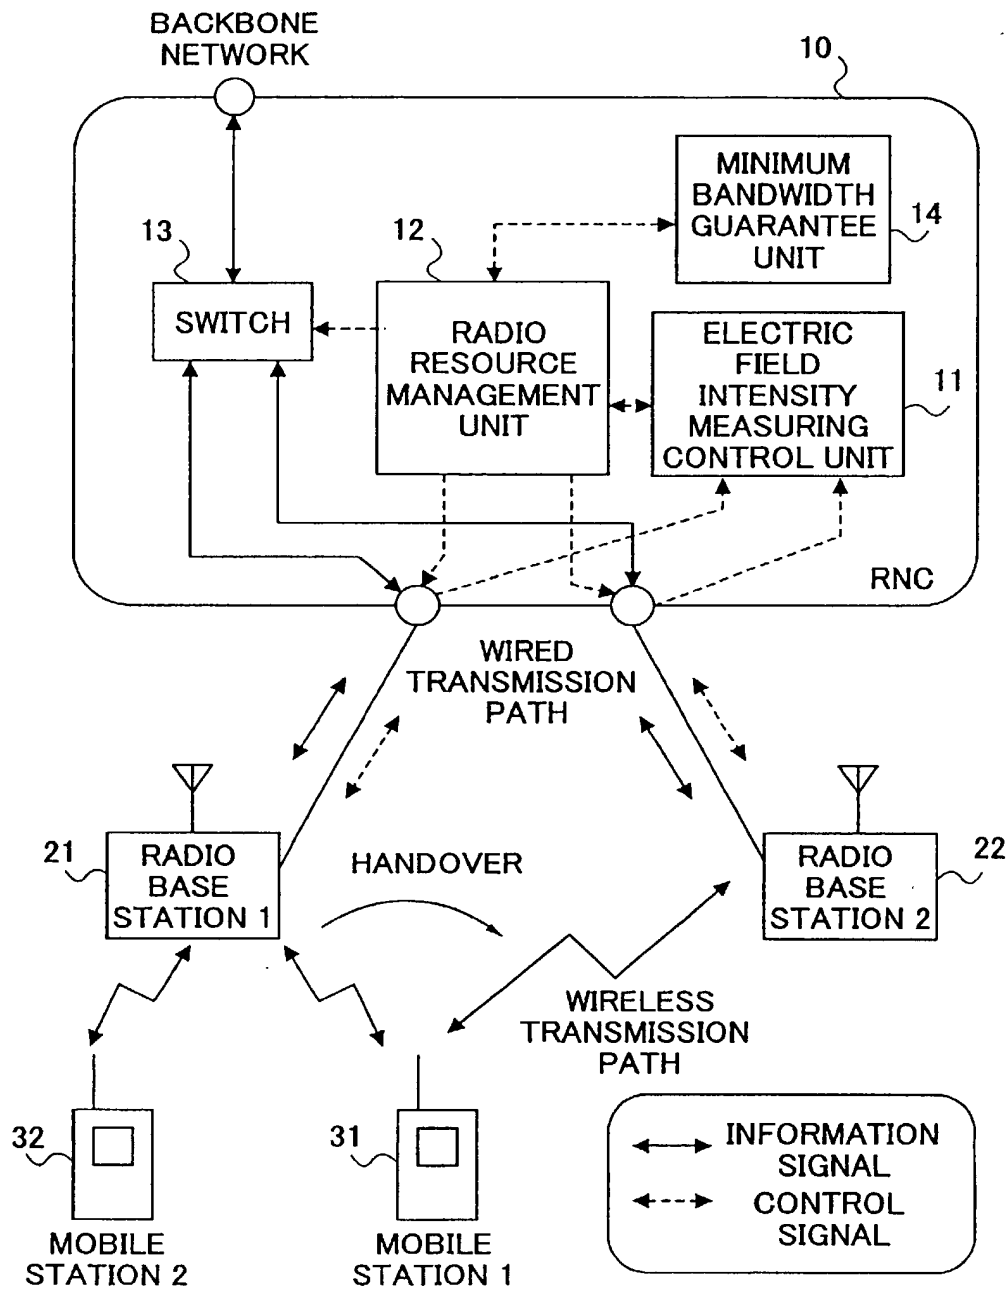 BACKBONE
NETWORK
10
MINIMUM
BANDWIDTH
GUARANTEE
UNIT
14
13
12
SWITCH
RADIO
RESOURCE
MANAGEMENT
UNIT
ELECTRIC
FIELD
INTENSITY
MEASURING
CONTROL UNIT
11
RNC
WIRED
TRANSMISSION
PATH
21
RADIO
BASE
STATION 1
HANDOVER
RADIO
BASE
STATION 2
22
WIRELESS
TRANSMISSION
PATH
32
MOBILE
STATION 2
31
MOBILE
STATION 1
INFORMATION
SIGNAL
CONTROL
SIGNAL